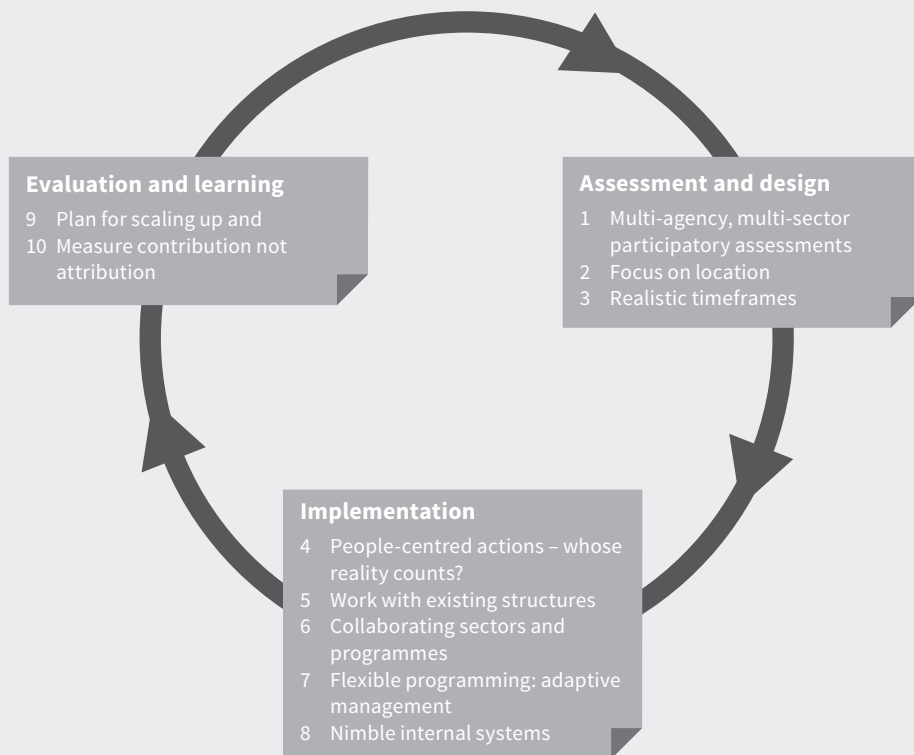 Evaluation and learning
9 Plan for scaling up and
10 Measure contribution not
attribution
Assessment and design
1 Multi-agency, multi-sector
participatory assessments
2 Focus on location
3 Realistic timeframes
Implementation
4 People-centred actions – whose
reality counts?
5 Work with existing structures
6 Collaborating sectors and
programmes
7 Flexible programming: adaptive
management
8 Nimble internal systems